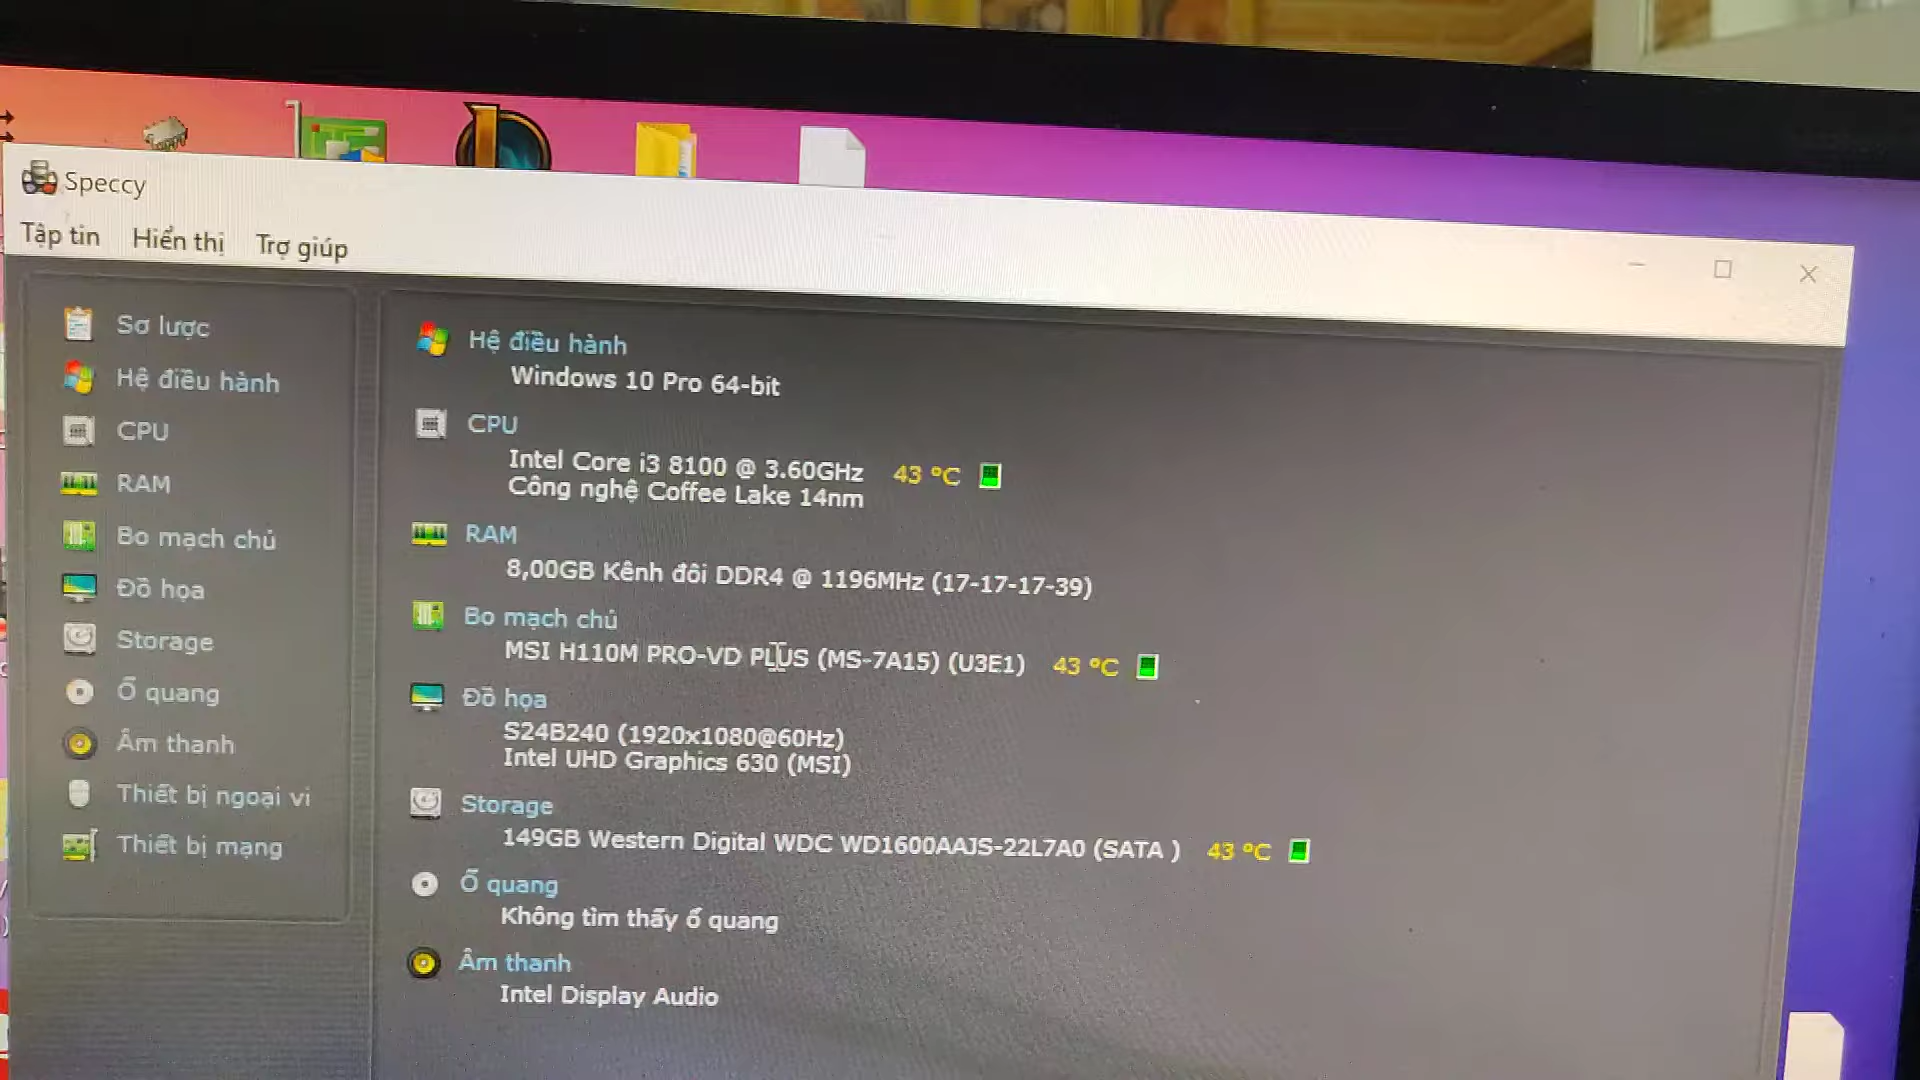 Speccy
Tập tin Hiển thị Trợ giúp
Sơ lược
Hệ điều hành
CPU
RAM
Bo mạch chủ
Đồ họa
Storage
Ổ quang
Âm thanh
Thiết bị ngoại vi
Thiết bị mạng
Hệ điều hành
Windows 10 Pro 64-bit
CPU
Intel Core i3 8100 @ 3.60GHz 43 °C
Công nghệ Coffee Lake 14nm
RAM
8,00GB Kênh đôi DDR4 @ 1196MHz (17-17-17-39)
Bo mạch chủ
MSI H110M PRO-VD PLUS (MS-7A15) (U3E1) 43 °C
Đồ họa
S24B240 (1920x1080@60Hz)
Intel UHD Graphics 630 (MSI)
Storage
149GB Western Digital WDC WD1600AAJS-22L7A0 (SATA ) 43 °C
Ổ quang
Không tìm thấy ổ quang
Âm thanh
Intel Display Audio